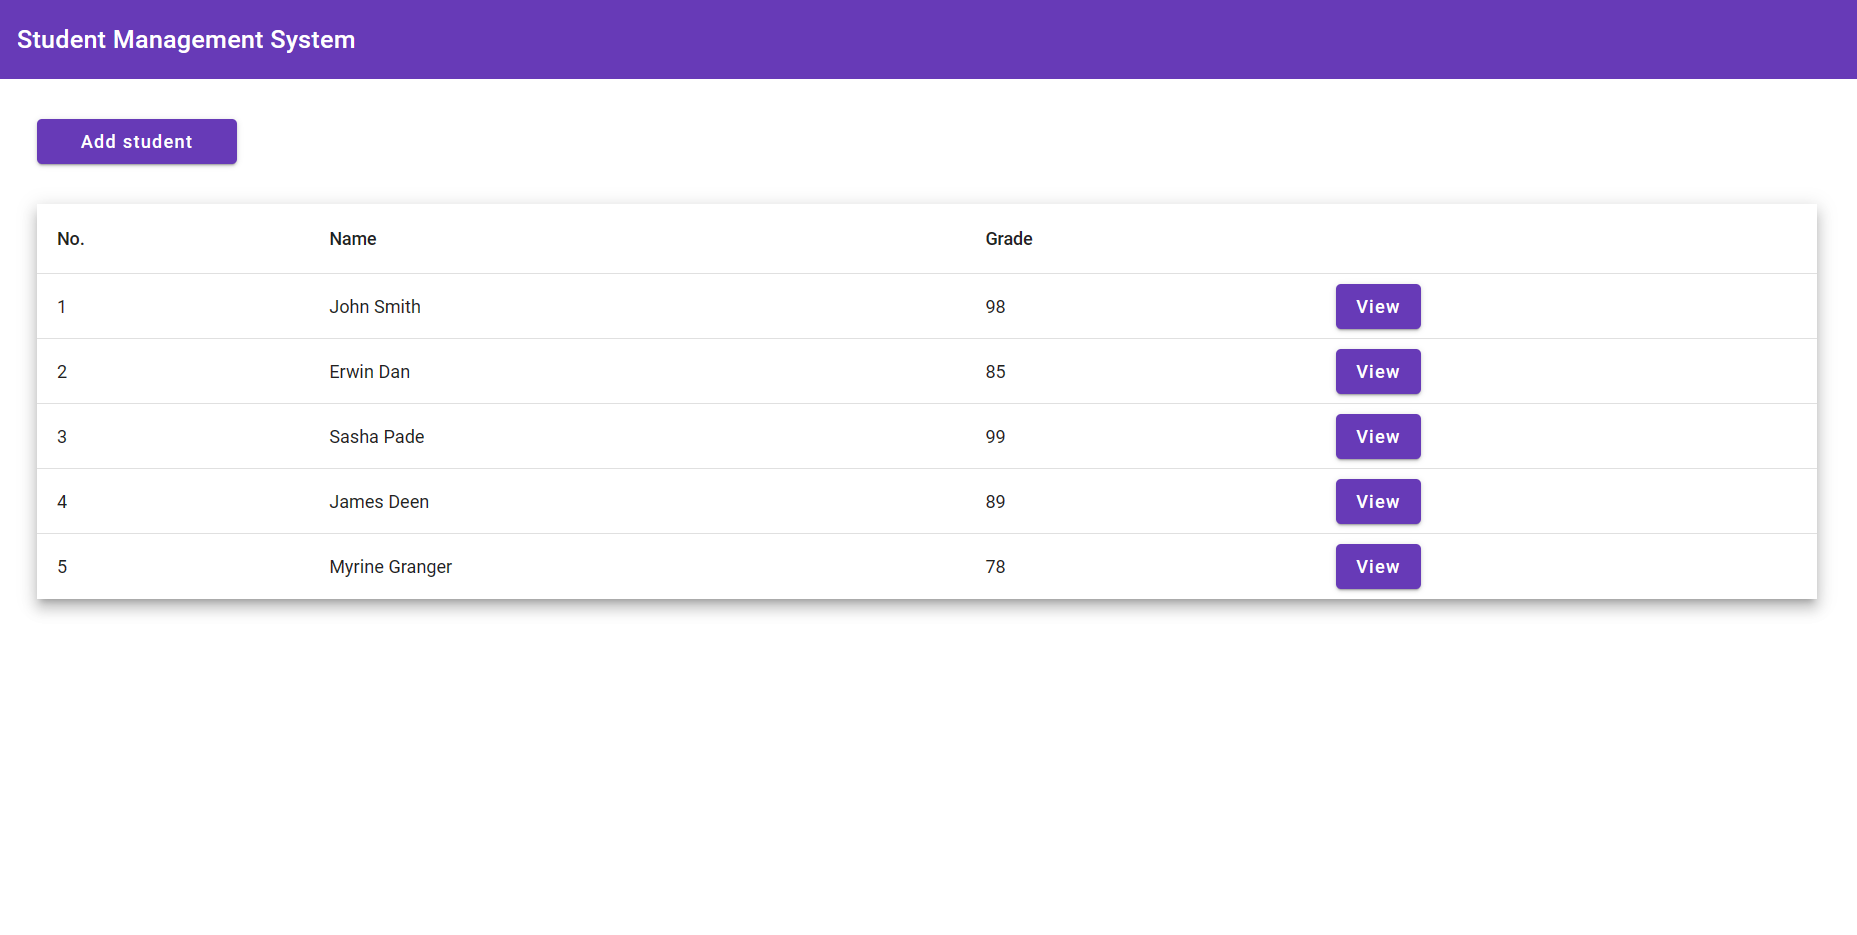 Student Management System
Add student
No. Name Grade
1 John Smith 98 View
2 Erwin Dan 85 View
3 Sasha Pade 99 View
4 James Deen 89 View
5 Myrine Granger 78 View